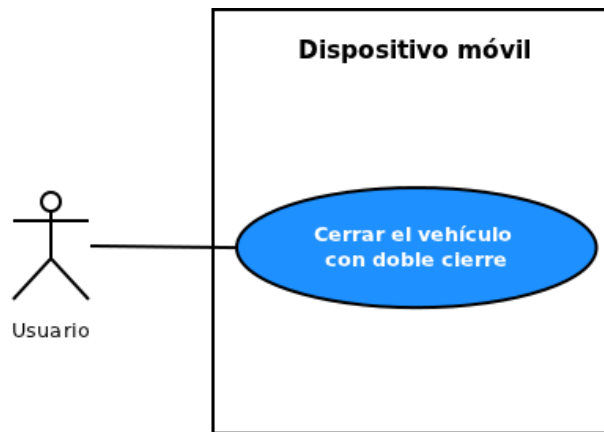 Dispositivo móvil
Cerrar el vehículo
con doble cierre
Usuario